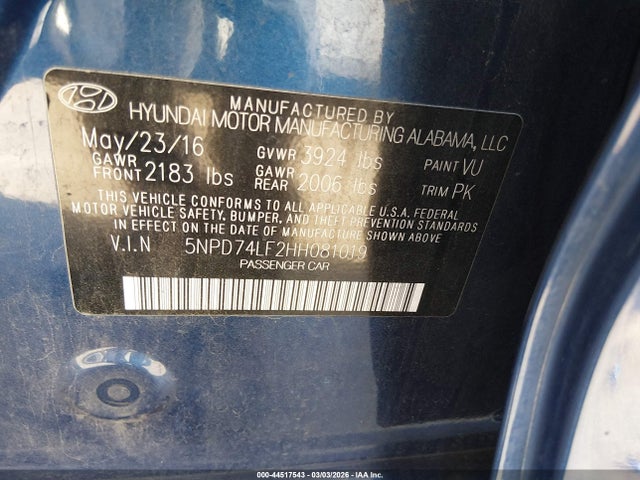 MANUFACTURED BY
HYUNDAI MOTOR MANUFACTURING ALABAMA, LLC
May/23/16 GVWR 3924 lbs PAINT VU
GAWR FRONT 2183 lbs GAWR REAR 2006 lbs TRIM PK
THIS VEHICLE CONFORMS TO ALL APPLICABLE U.S.A. FEDERAL
MOTOR VEHICLE SAFETY, BUMPER, AND THEFT PREVENTION STANDARDS
IN EFFECT ON THE DATE OF MANUFACTURE SHOWN ABOVE.
V.I.N 5NPD74LF2HH081019
PASSENGER CAR
000-44517543 - 03/03/2026 - IAA Inc.